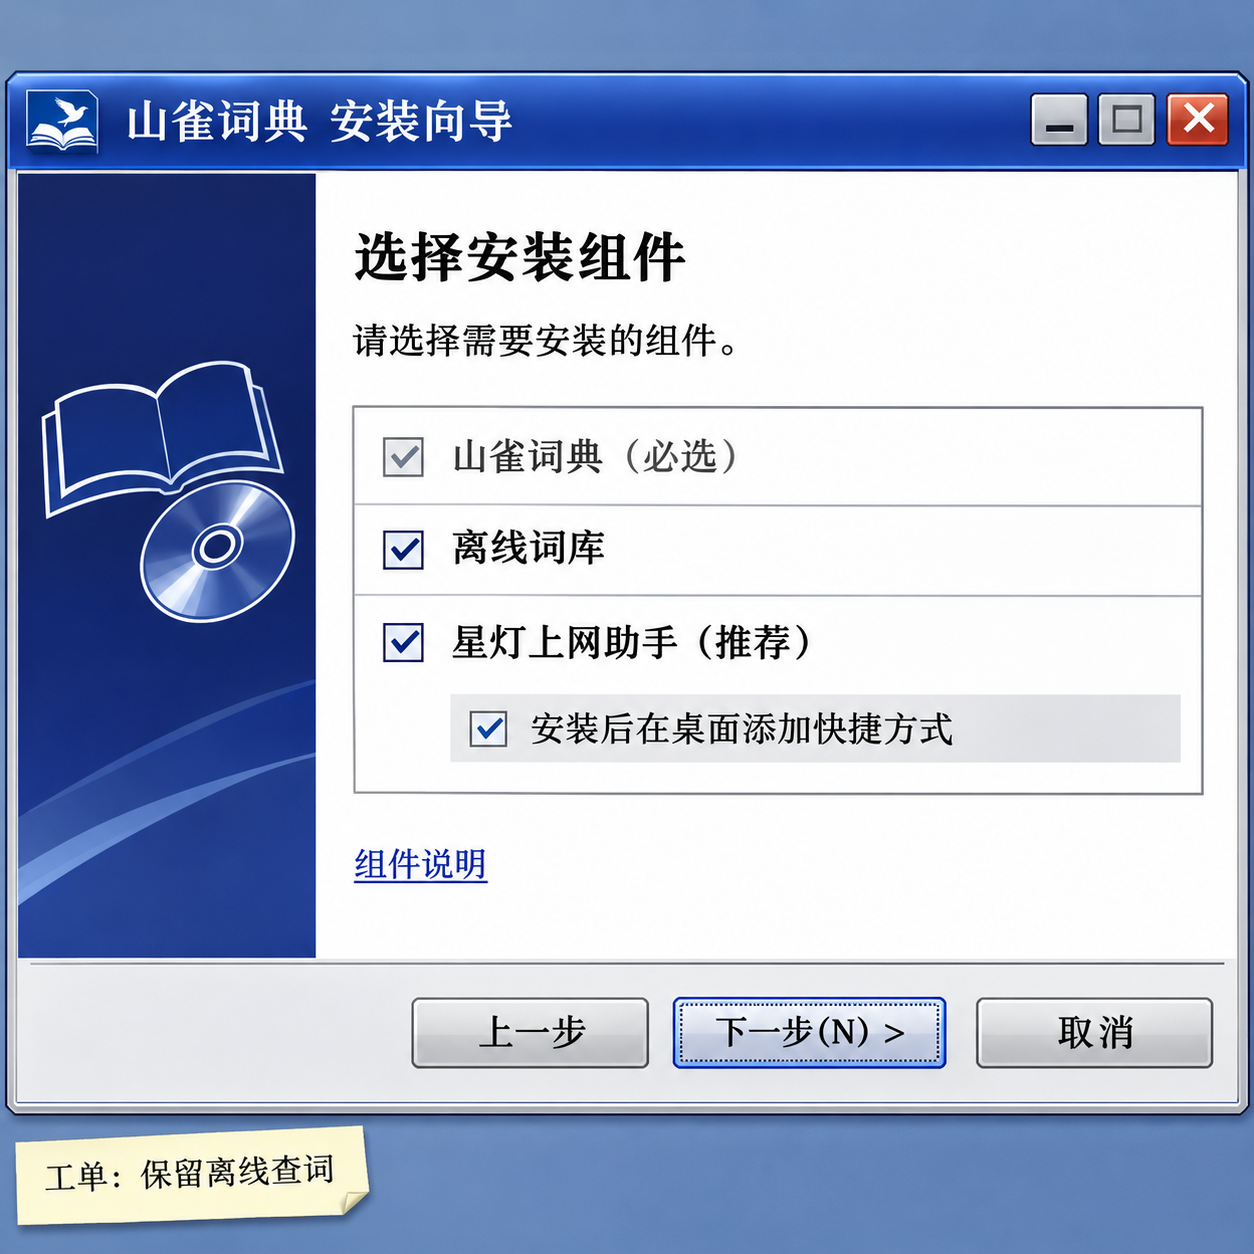 山雀词典 安装向导
选择安装组件
请选择需要安装的组件。
山雀词典（必选）
离线词库
星灯上网助手（推荐）
安装后在桌面添加快捷方式
组件说明
上一步
下一步(N) >
取消
工单：保留离线查词